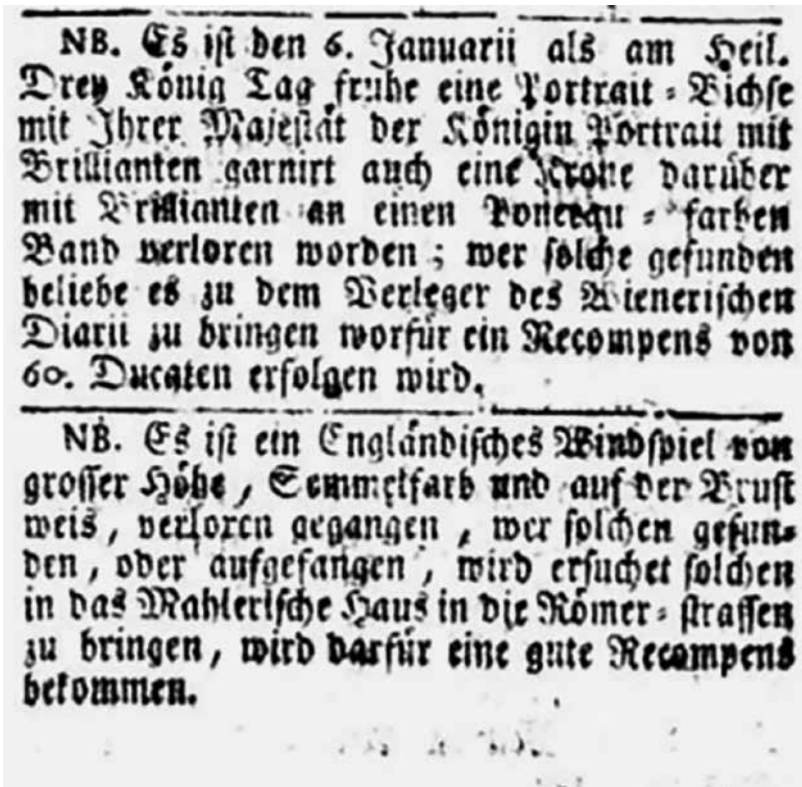 NB. Es ist den 6. Januarii als am Heil.
Drey König Tag fruhe eine Portrait-Bichse
mit Ihrer Majestät der Königin Portrait mit
Brillianten garnirt auch eine Krone darüber
mit Brillianten an einen Ponceau-farben
Band verloren worden; wer solche gefunden
beliebe es zu dem Verleger des Wienerischen
Diarii zu bringen worfür ein Recompens von
60. Ducaten erfolgen wird.
NB. Es ist ein Engländisches Windspiel von
grosser Höhe, Semmelfarb und auf der Brust
weis, verloren gegangen, wer solchen gefun-
den, oder aufgefangen, wird ersuchet solchen
in das Mahlerische Haus in die Römer-strassen
zu bringen, wird darfür eine gute Recompens
bekommen.